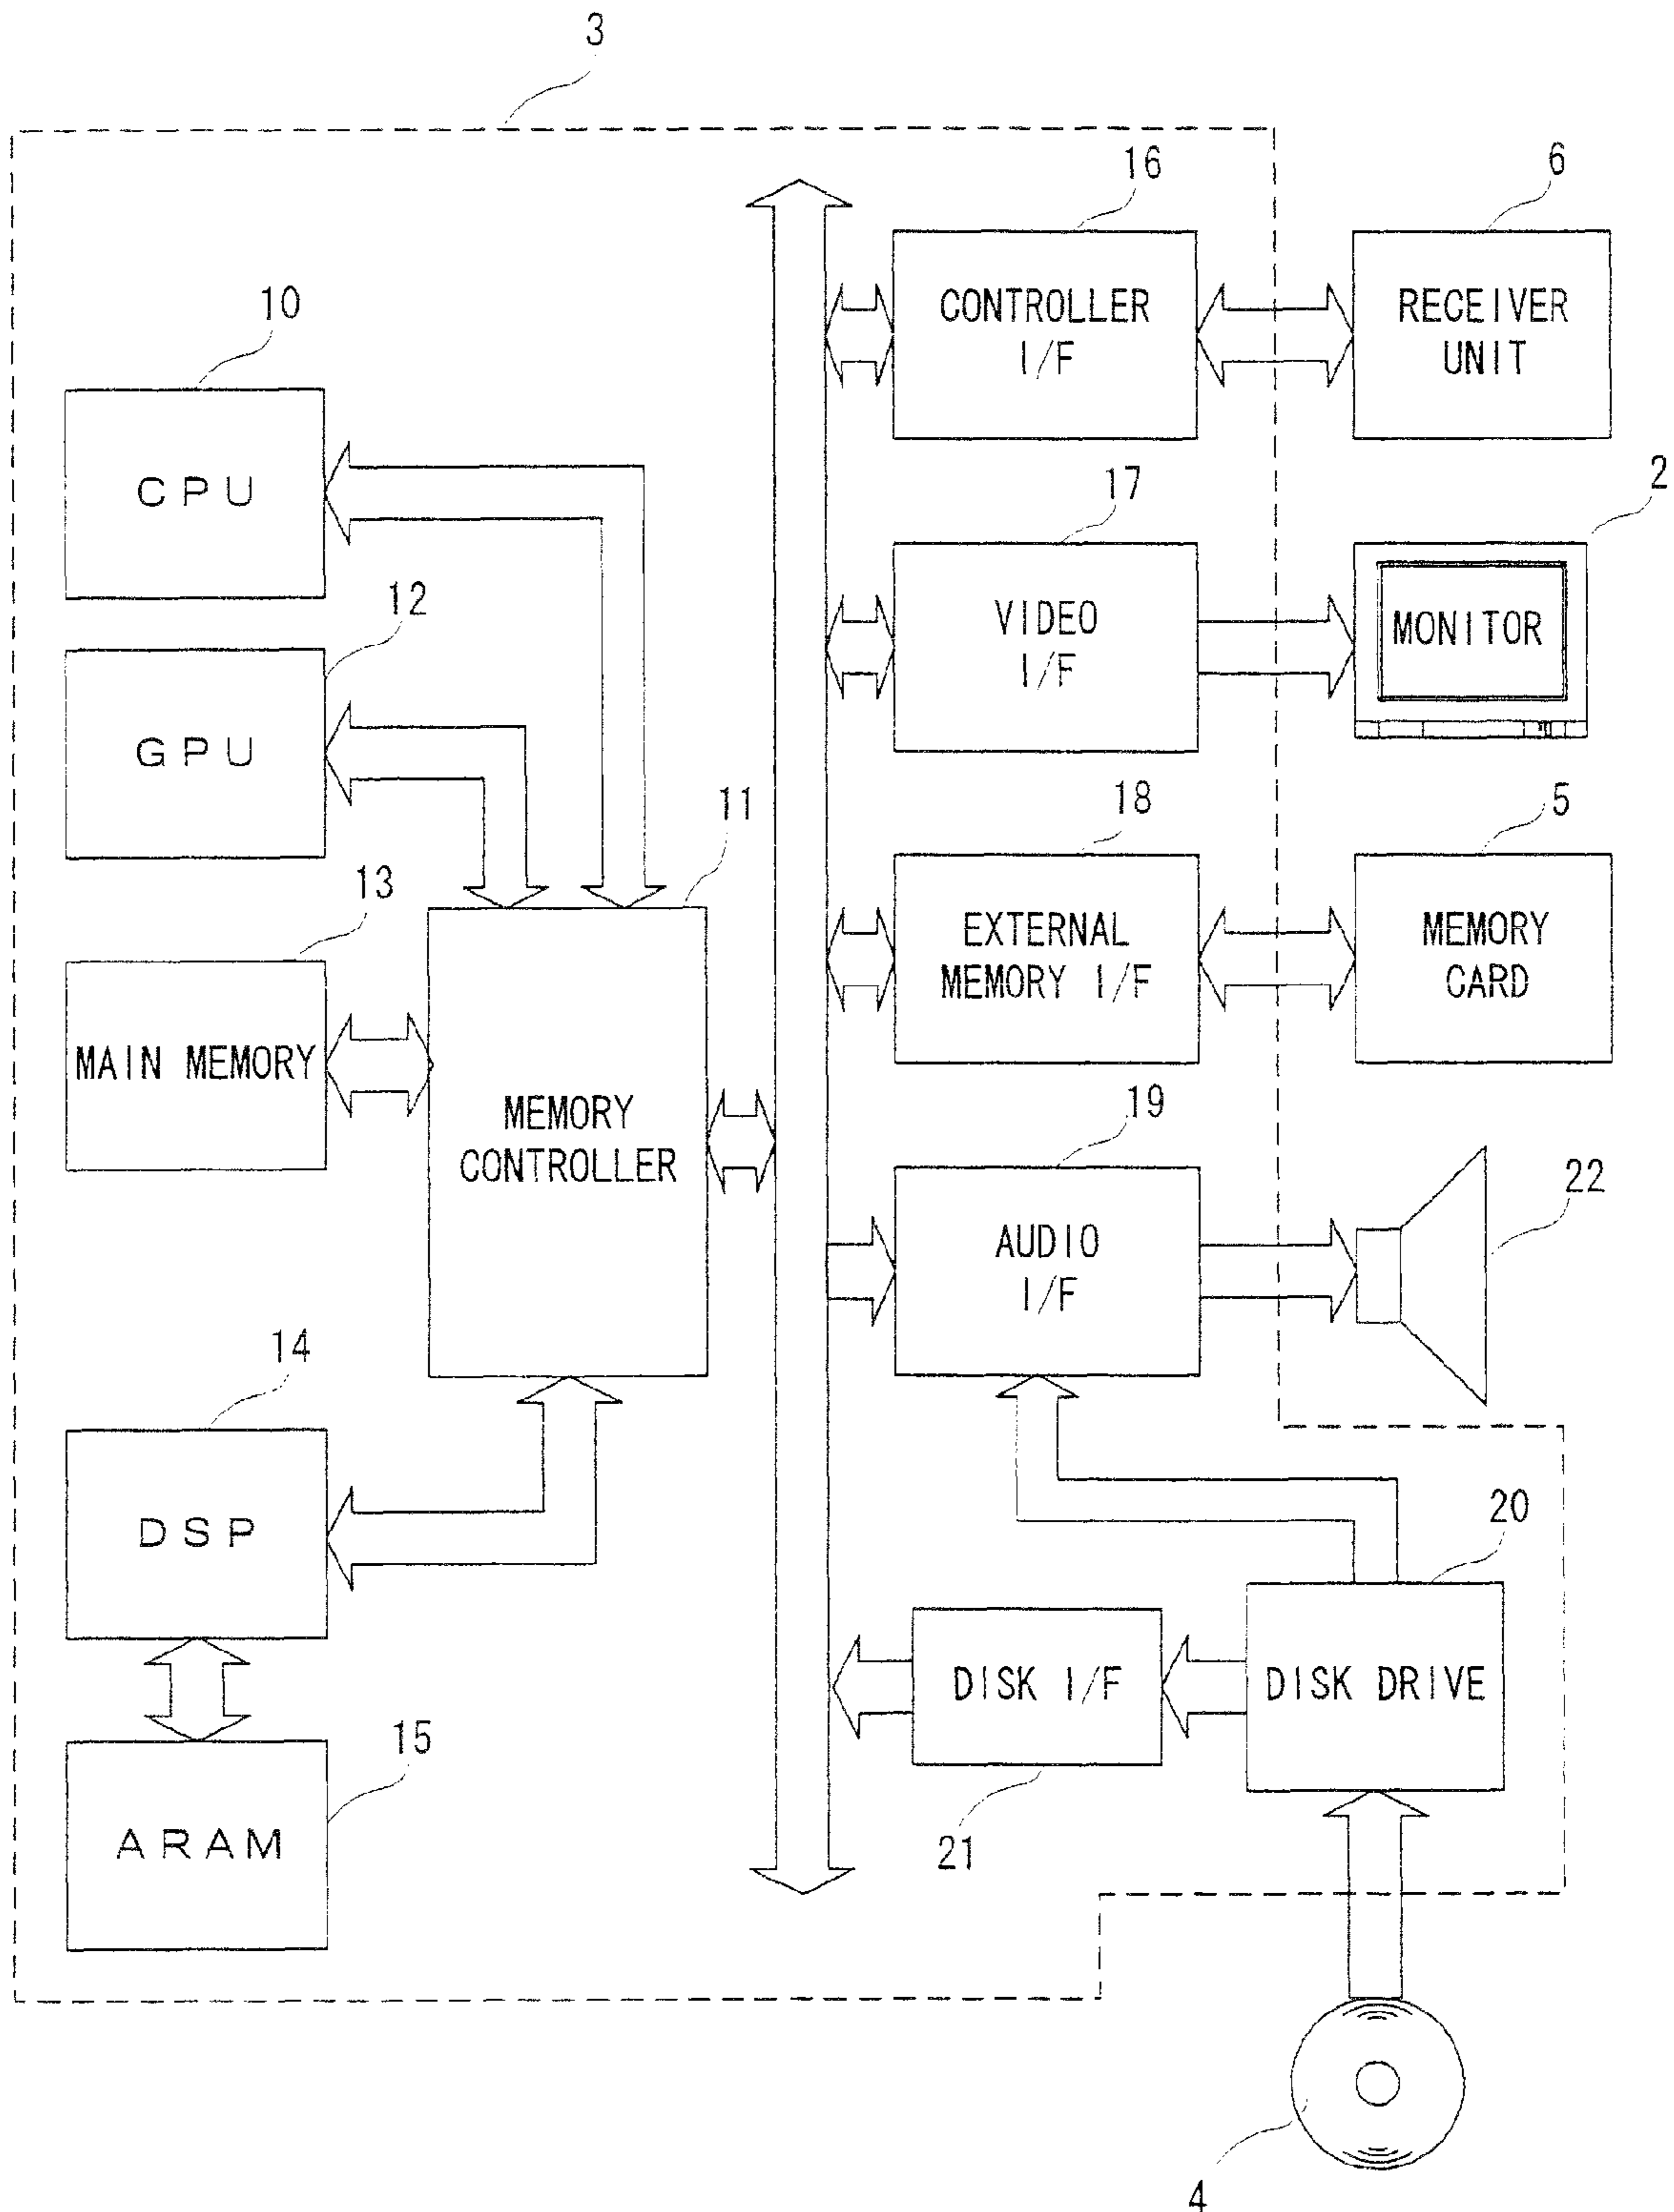 3
16
6
CONTROLLER
I/F
RECEIVER
UNIT
10
CPU
17
2
VIDEO
I/F
MONITOR
12
GPU
11
18
5
EXTERNAL
MEMORY I/F
MEMORY
CARD
13
MAIN MEMORY
MEMORY
CONTROLLER
19
AUDIO
I/F
22
14
DSP
20
DISK I/F
DISK DRIVE
21
15
ARAM
4